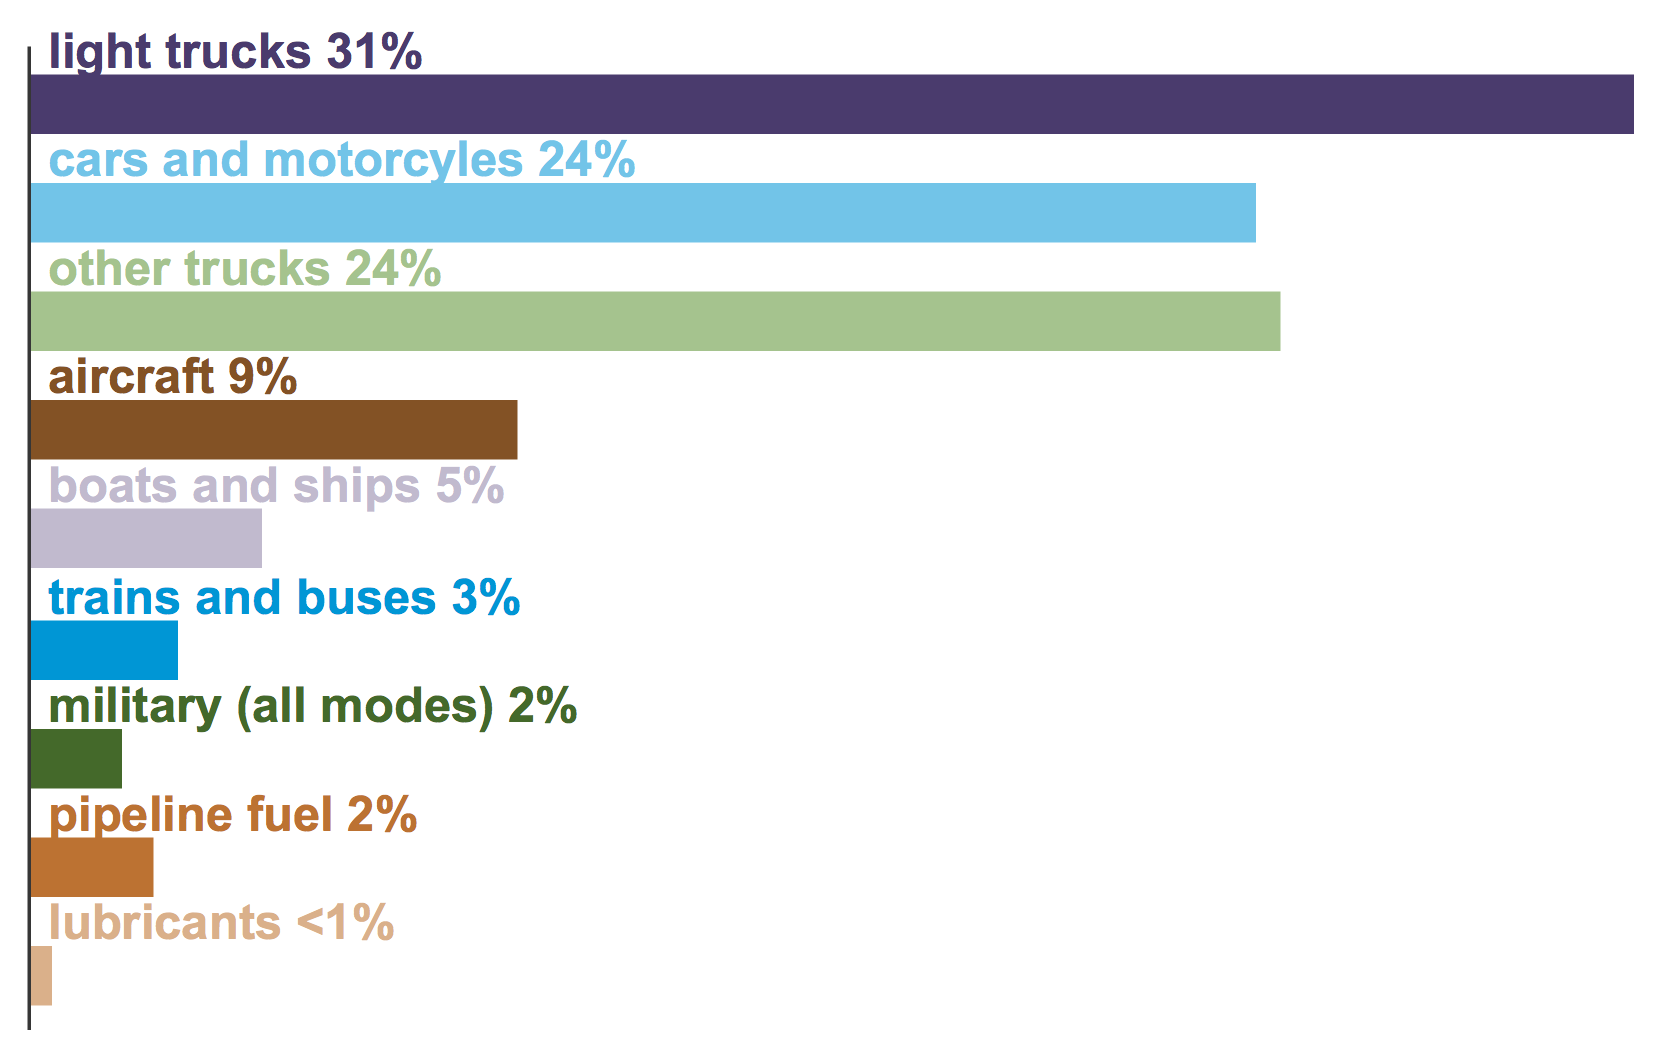 light trucks 31%
cars and motorcyles 24%
other trucks 24%
aircraft 9%
boats and ships 5%
trains and buses 3%
military (all modes) 2%
pipeline fuel 2%
lubricants <1%